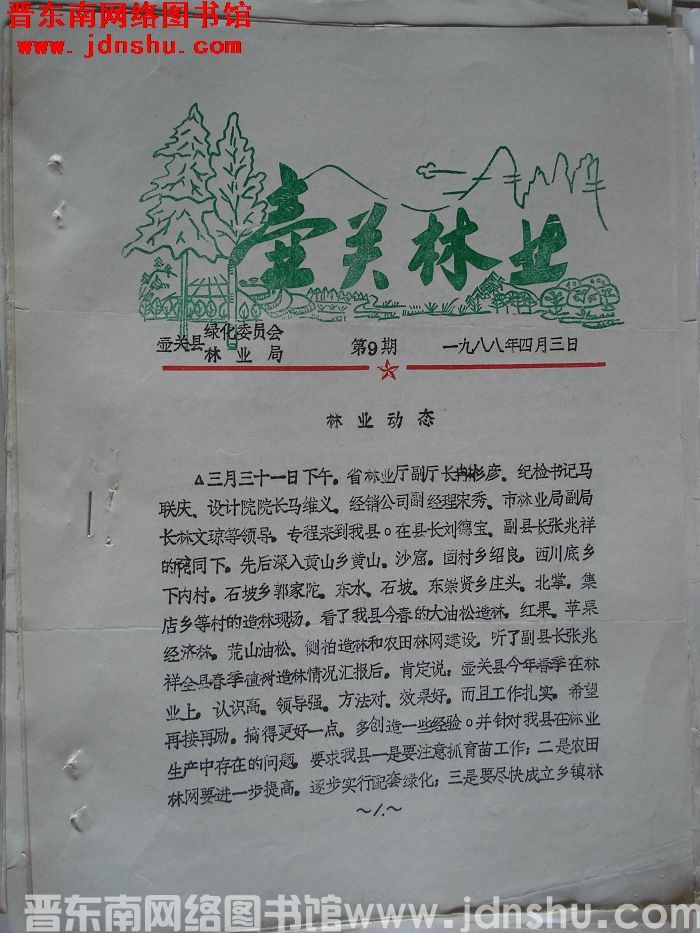 晋东南网络图书馆
www.jdnshu.com
壶关林业
壶关县 绿化委员会 林业局 第9期 一九八八年四月三日
林业动态
△三月三十一日下午。省林业厅副厅长冉彬彦、纪检书记马
联庆、设计院院长马维义、经销公司副经理宋秀、市林业局副局
长林文琼等领导。专程来到我县。在县长刘德宝、副县长张兆祥
的陪同下。先后深入黄山乡黄山、沙窟。固村乡绍良。西川底乡
下内村。石坡乡郭家陀、东水、石坡、东崇贤乡庄头、北掌、集
店乡等村的造林现场。看了我县今春的大油松造林、红果、苹果
经济林。荒山油松、侧柏造林和农田林网建设。听了副县长张兆
祥全县春季植树造林情况汇报后。肯定说：壶关县今年春季在林
业上。认识高、领导强、方法对、效果好。而且工作扎实。希望
再接再励。搞得更好一点。多创造一些经验。并针对我县在林业
生产中存在的问题。要求我县一是要注意抓育苗工作；二是农田
林网要进一步提高。逐步实行配套绿化；三是要尽快成立乡镇林
~1.~
晋东南网络图书馆www.jdnshu.com